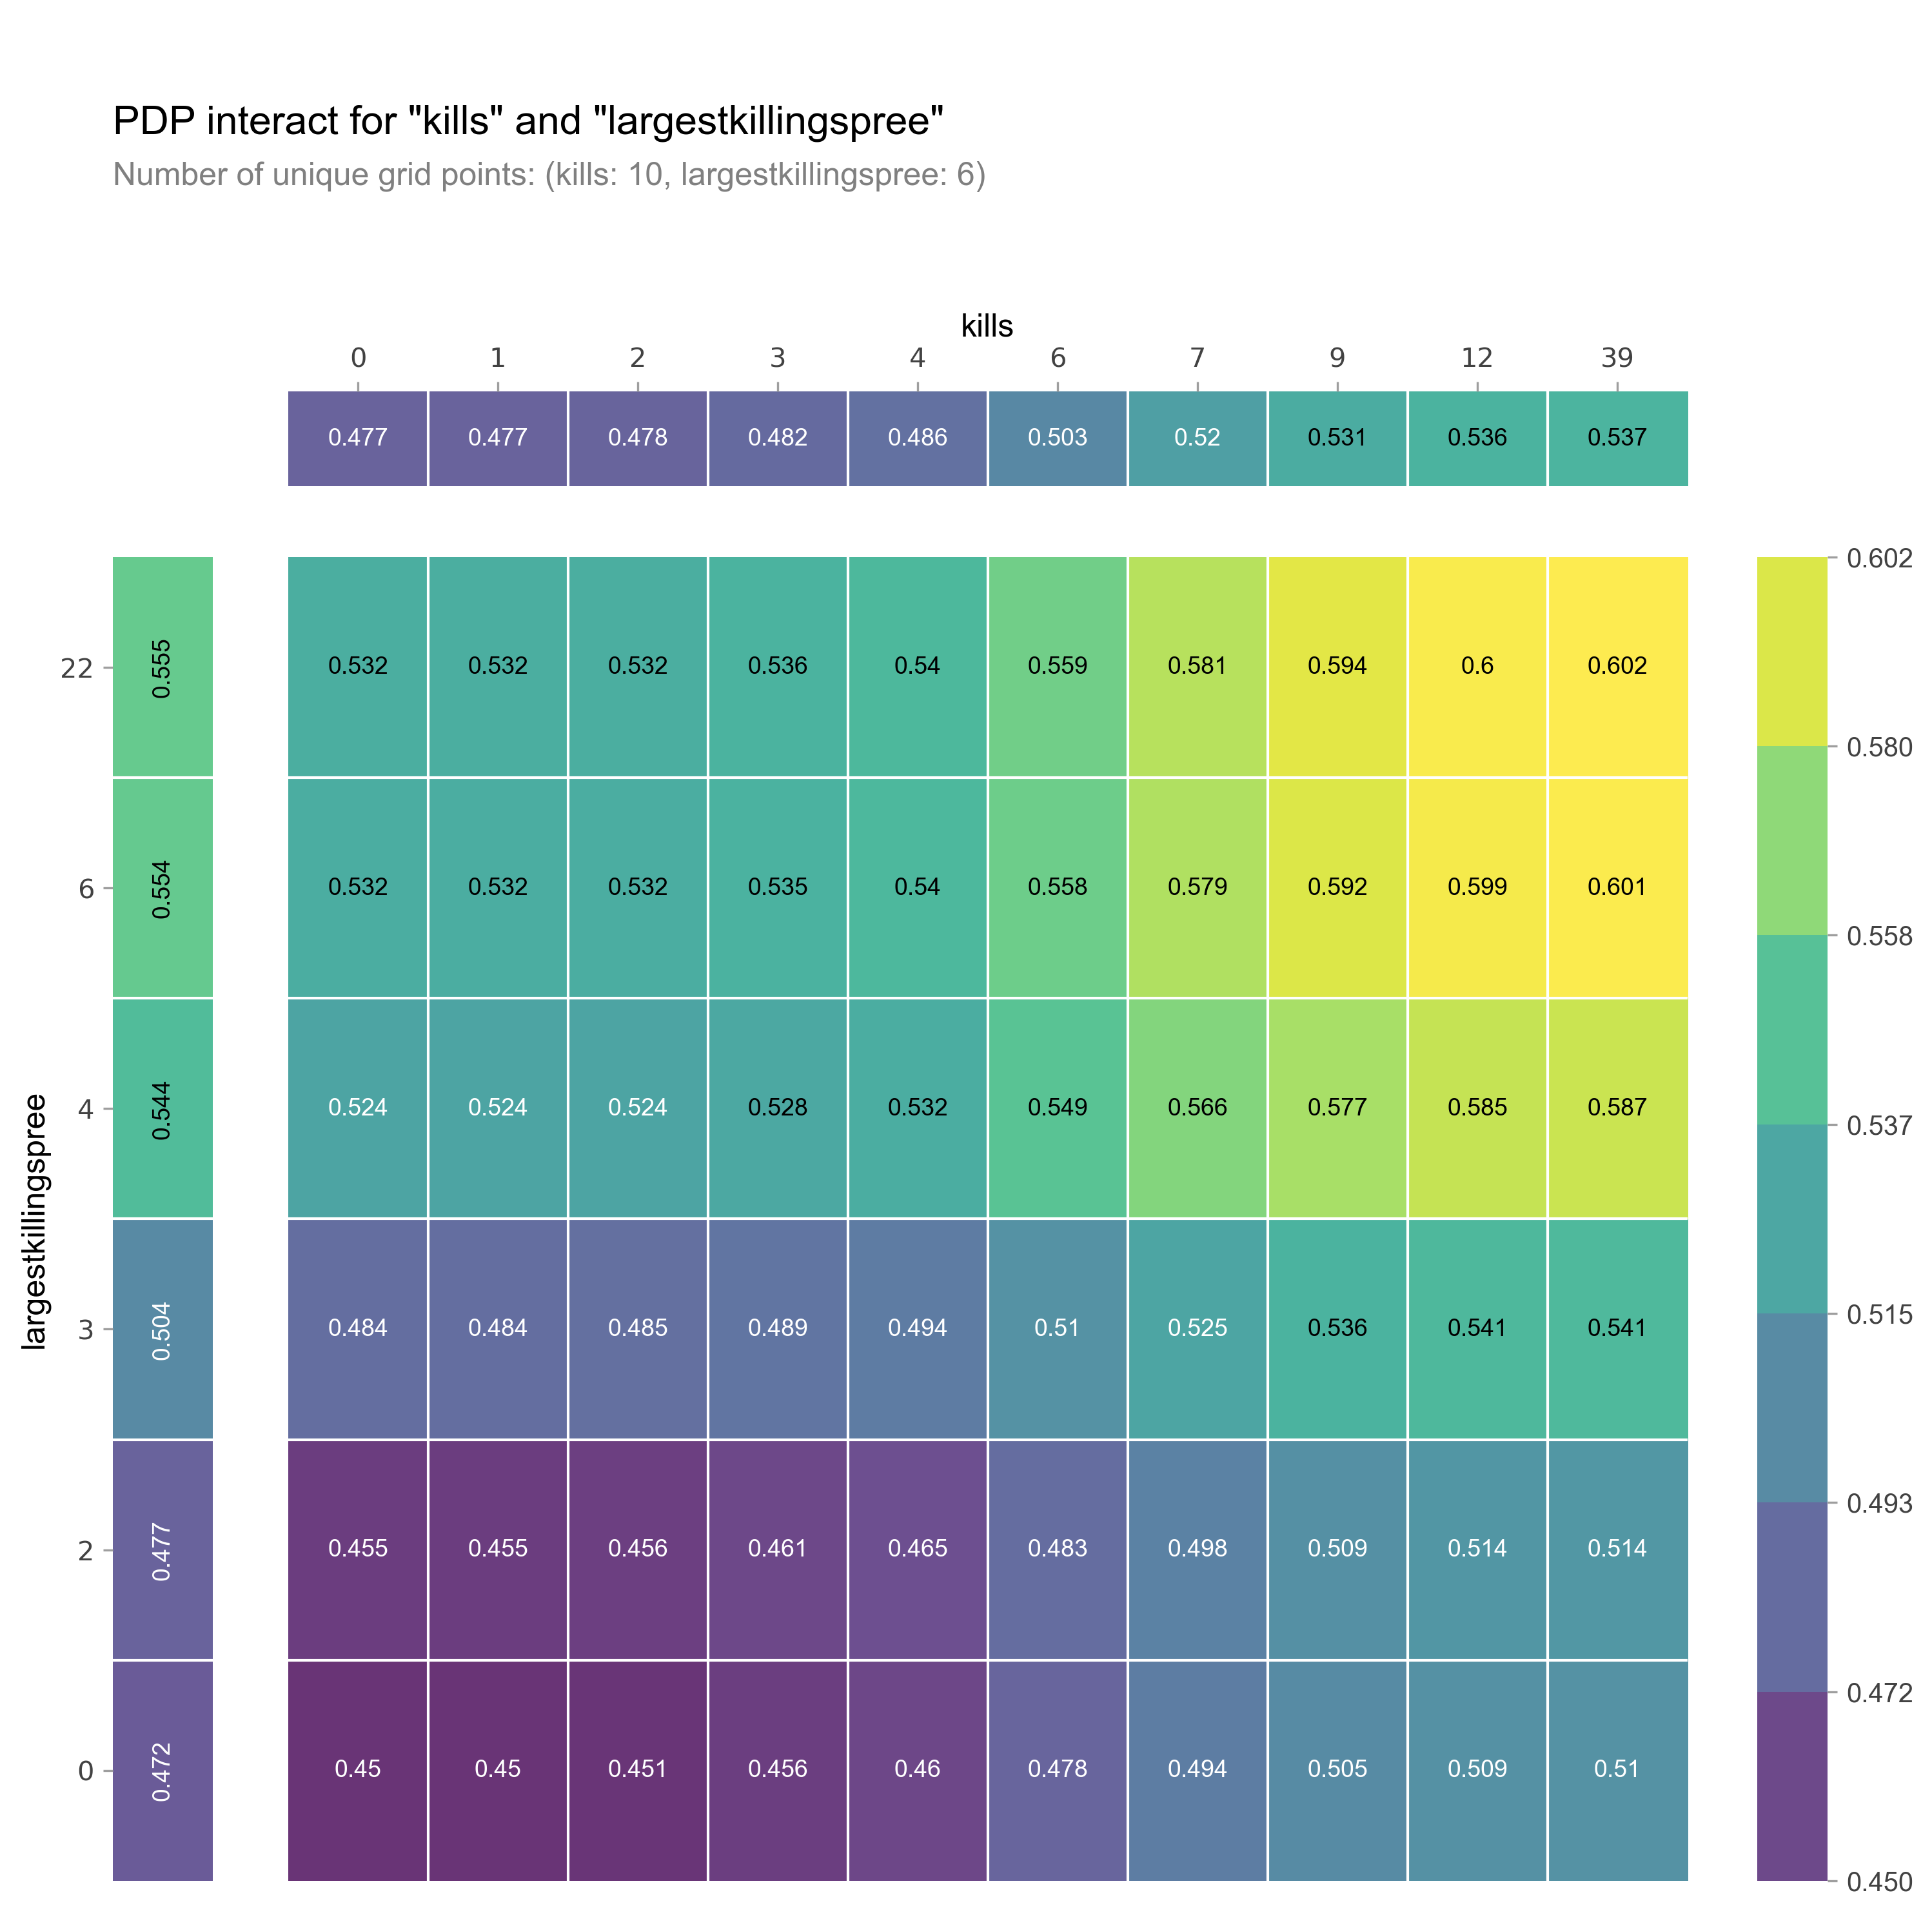 PDP interact for "kills" and "largestkillingspree"
Number of unique grid points: (kills: 10, largestkillingspree: 6)
kills
0 1 2 3 4 6 7 9 12 39
0.477 0.477 0.478 0.482 0.486 0.503 0.52 0.531 0.536 0.537
largestkillingspree
22 0.555 0.532 0.532 0.532 0.536 0.54 0.559 0.581 0.594 0.6 0.602
6 0.554 0.532 0.532 0.532 0.535 0.54 0.558 0.579 0.592 0.599 0.601
4 0.544 0.524 0.524 0.524 0.528 0.532 0.549 0.566 0.577 0.585 0.587
3 0.504 0.484 0.484 0.485 0.489 0.494 0.51 0.525 0.536 0.541 0.541
2 0.477 0.455 0.455 0.456 0.461 0.465 0.483 0.498 0.509 0.514 0.514
0 0.472 0.45 0.45 0.451 0.456 0.46 0.478 0.494 0.505 0.509 0.51
0.602
0.580
0.558
0.537
0.515
0.493
0.472
0.450